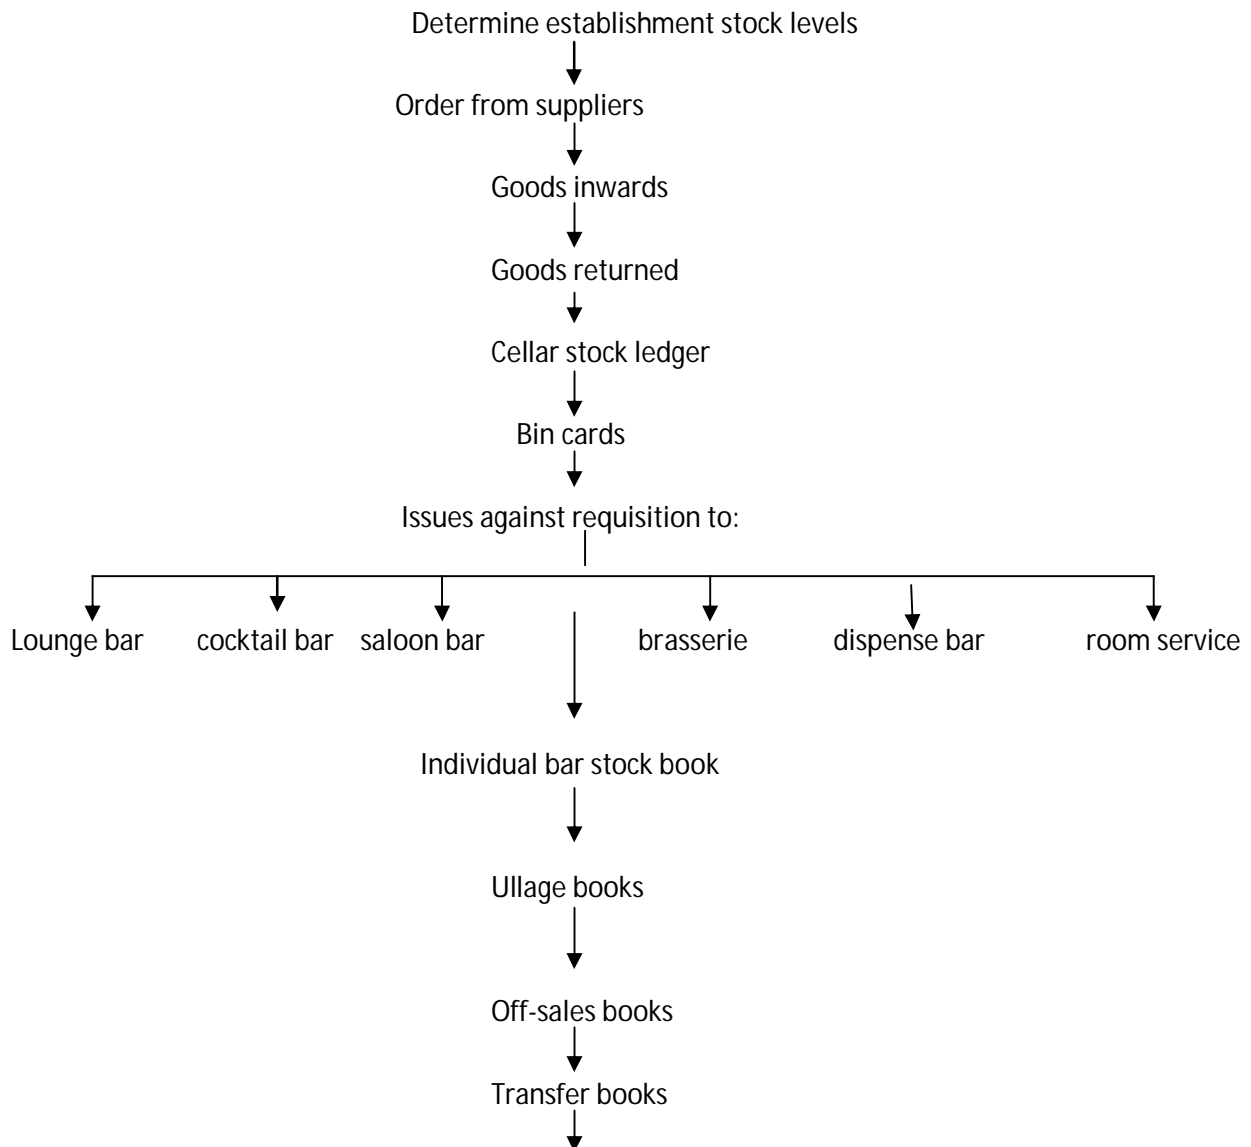 Determine establishment stock levels
Order from suppliers
Goods inwards
Goods returned
Cellar stock ledger
Bin cards
Issues against requisition to:
Lounge bar cocktail bar saloon bar brasserie dispense bar room service
Individual bar stock book
Ullage books
Off-sales books
Transfer books